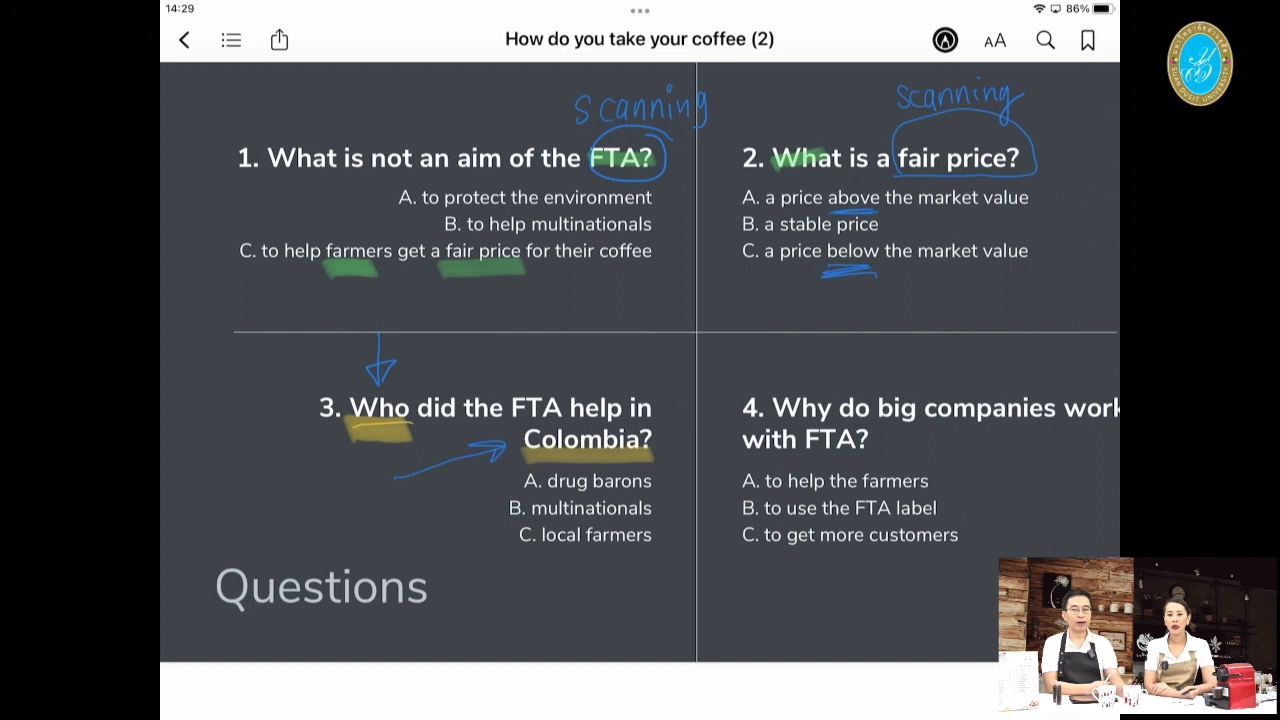 14:29
86%
How do you take your coffee (2)
AA
scanning
1. What is not an aim of the FTA?
A. to protect the environment
B. to help multinationals
C. to help farmers get a fair price for their coffee
scanning
2. What is a fair price?
A. a price above the market value
B. a stable price
C. a price below the market value
3. Who did the FTA help in
Colombia?
A. drug barons
B. multinationals
C. local farmers
4. Why do big companies work
with FTA?
A. to help the farmers
B. to use the FTA label
C. to get more customers
Questions
SUAN DUSIT UNIVERSITY